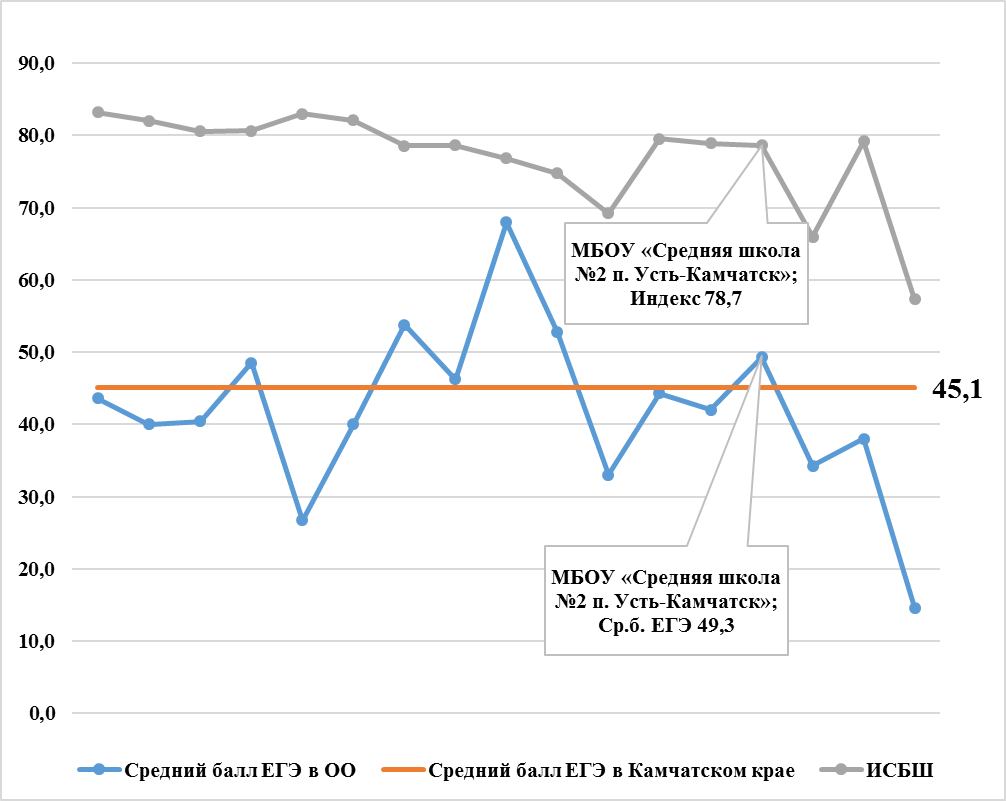 90,0
80,0
70,0
60,0
50,0
40,0
30,0
20,0
10,0
0,0
МБОУ «Средняя школа
№2 п. Усть-Камчатск»;
Индекс 78,7
45,1
МБОУ «Средняя школа
№2 п. Усть-Камчатск»;
Ср.б. ЕГЭ 49,3
Средний балл ЕГЭ в ОО
Средний балл ЕГЭ в Камчатском крае
ИСБШ